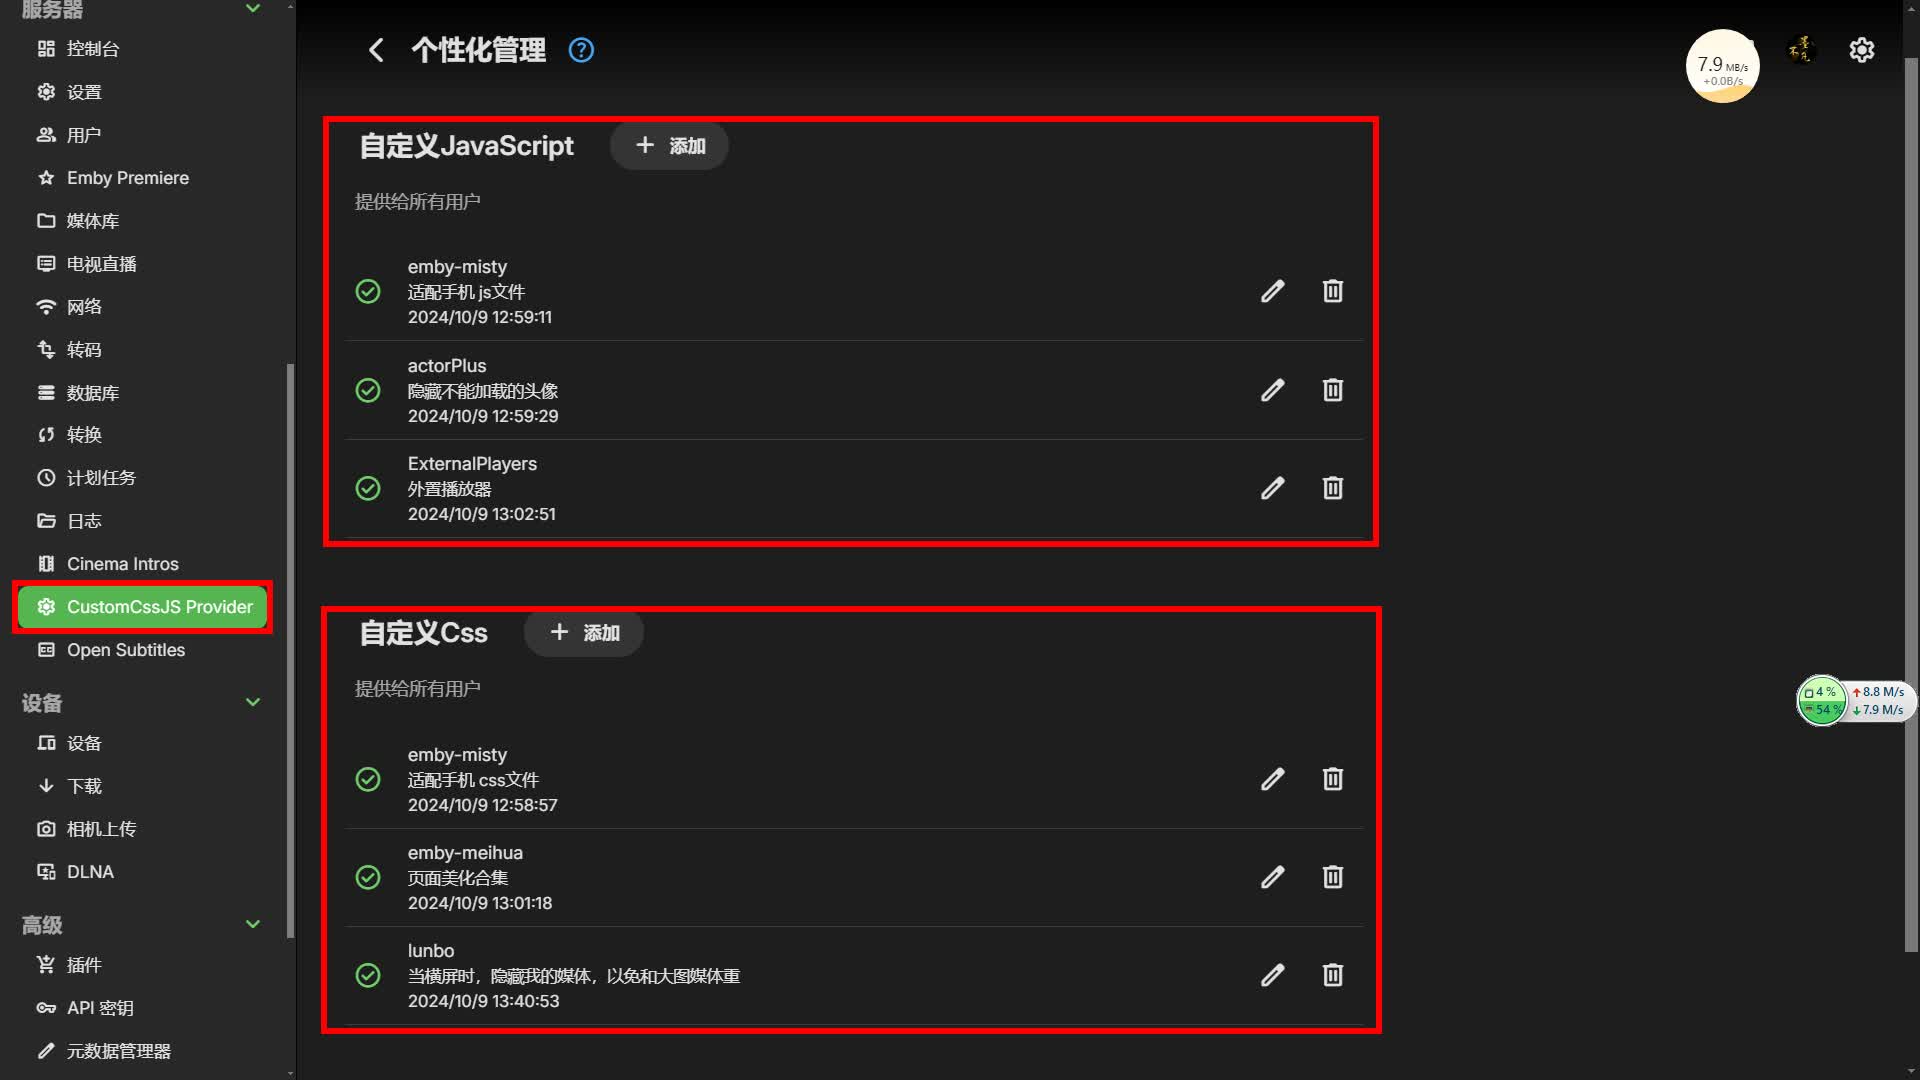 服务器
控制台
设置
用户
Emby Premiere
媒体库
电视直播
网络
转码
数据库
转换
计划任务
日志
Cinema Intros
CustomCssJS Provider
Open Subtitles
设备
设备
下载
相机上传
DLNA
高级
插件
API 密钥
元数据管理器
个性化管理
7.9 MB/s
+0.0B/s
自定义JavaScript
添加
提供给所有用户
emby-misty
适配手机 js文件
2024/10/9 12:59:11
actorPlus
隐藏不能加载的头像
2024/10/9 12:59:29
ExternalPlayers
外置播放器
2024/10/9 13:02:51
自定义Css
添加
提供给所有用户
emby-misty
适配手机 css文件
2024/10/9 12:58:57
emby-meihua
页面美化合集
2024/10/9 13:01:18
lunbo
当横屏时，隐藏我的媒体，以免和大图媒体重
2024/10/9 13:40:53
4 %
8.8 M/s
54 %
7.9 M/s